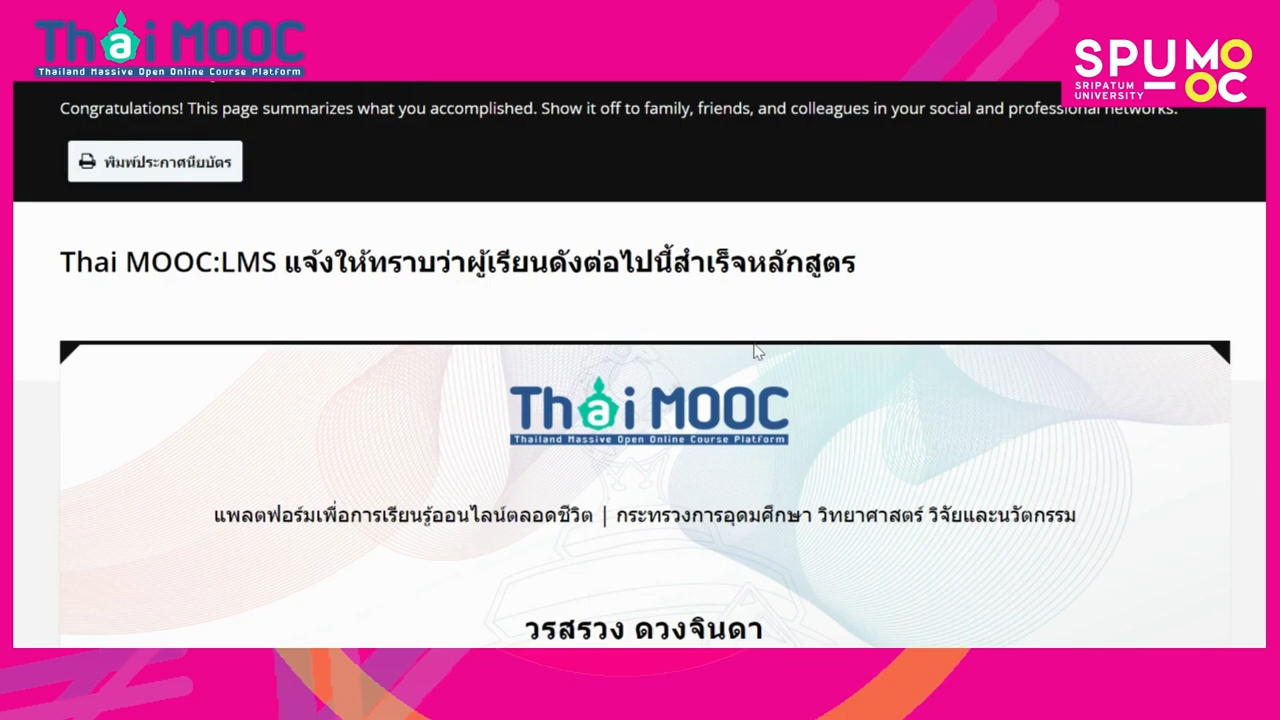 Thai MOOC
Thailand Massive Open Online Course Platform
SPU MOOC
SRIPATUM
UNIVERSITY
Congratulations! This page summarizes what you accomplished. Show it off to family, friends, and colleagues in your social and professional networks.
พิมพ์ประกาศนียบัตร
Thai MOOC:LMS แจ้งให้ทราบว่าผู้เรียนดังต่อไปนี้สำเร็จหลักสูตร
Thai MOOC
Thailand Massive Open Online Course Platform
แพลตฟอร์มเพื่อการเรียนรู้ออนไลน์ตลอดชีวิต | กระทรวงการอุดมศึกษา วิทยาศาสตร์ วิจัยและนวัตกรรม
วรสรวง ดวงจินดา